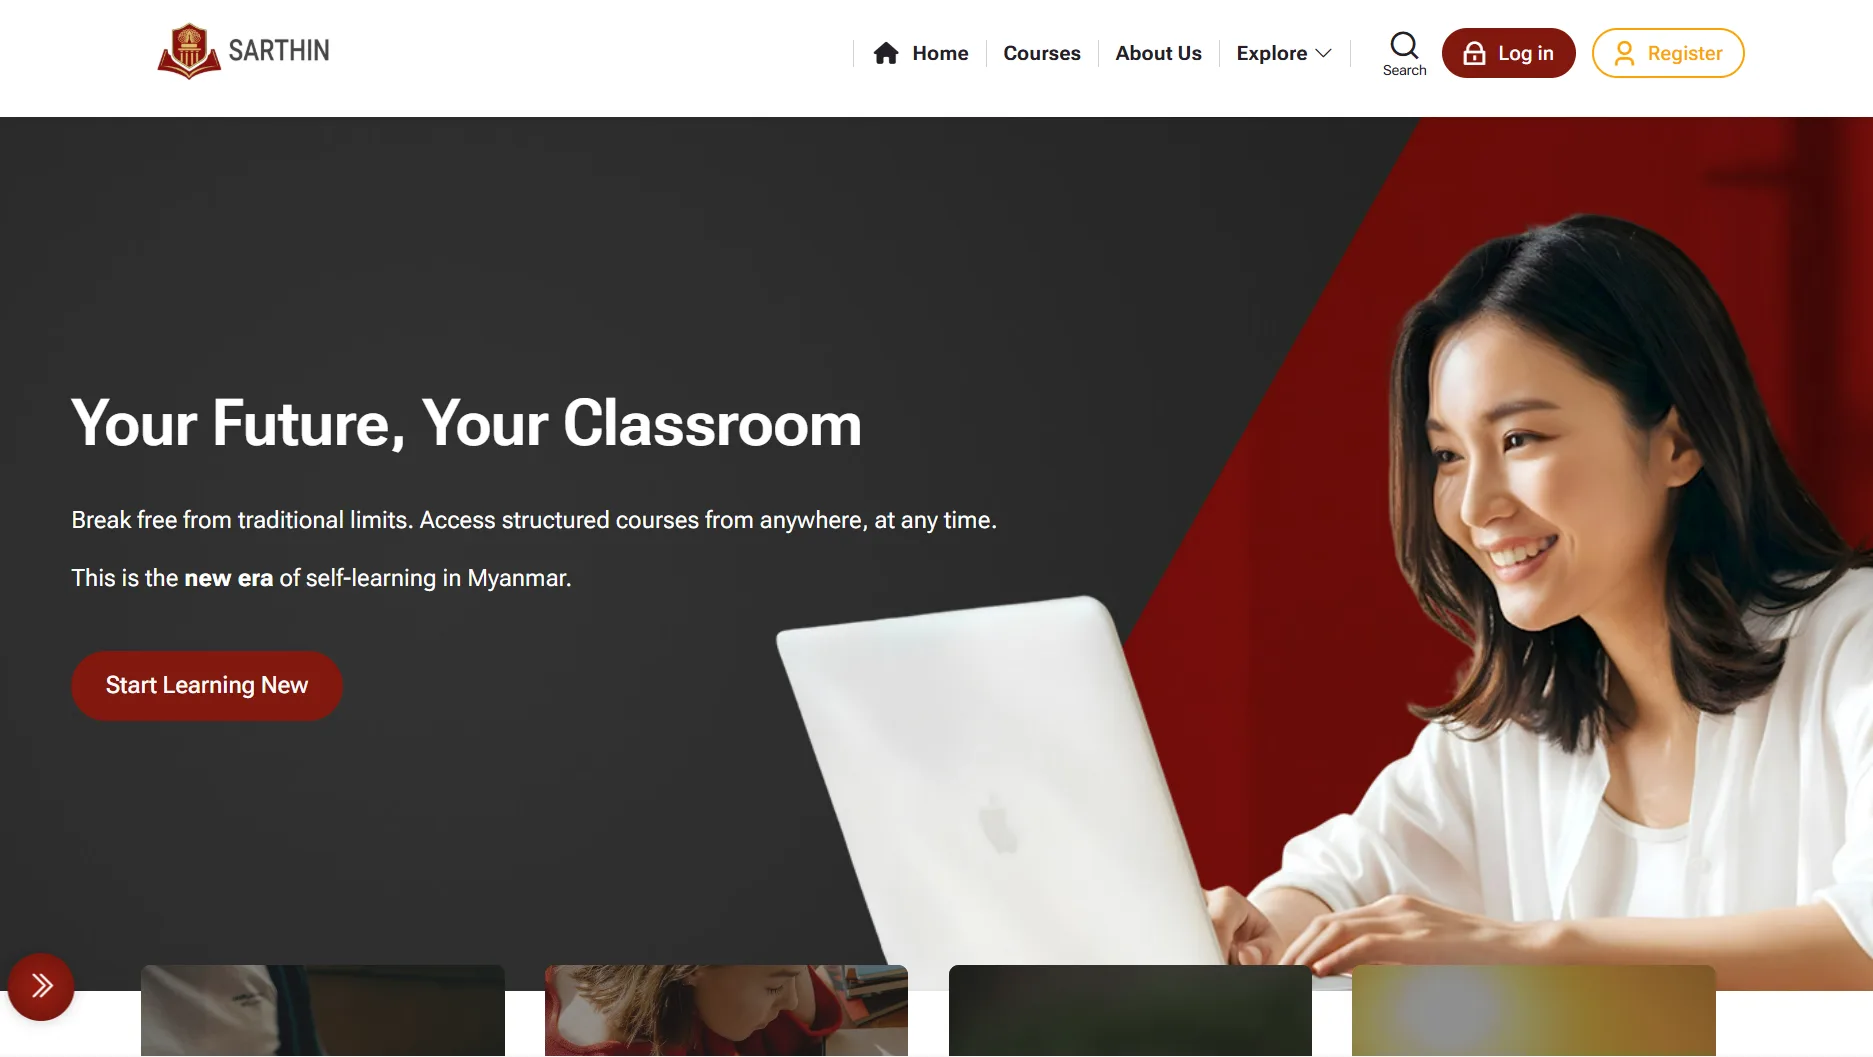 SARTHIN
Home
Courses
About Us
Explore
Search
Log in
Register
Your Future, Your Classroom
Break free from traditional limits. Access structured courses from anywhere, at any time.
This is the new era of self-learning in Myanmar.
Start Learning New